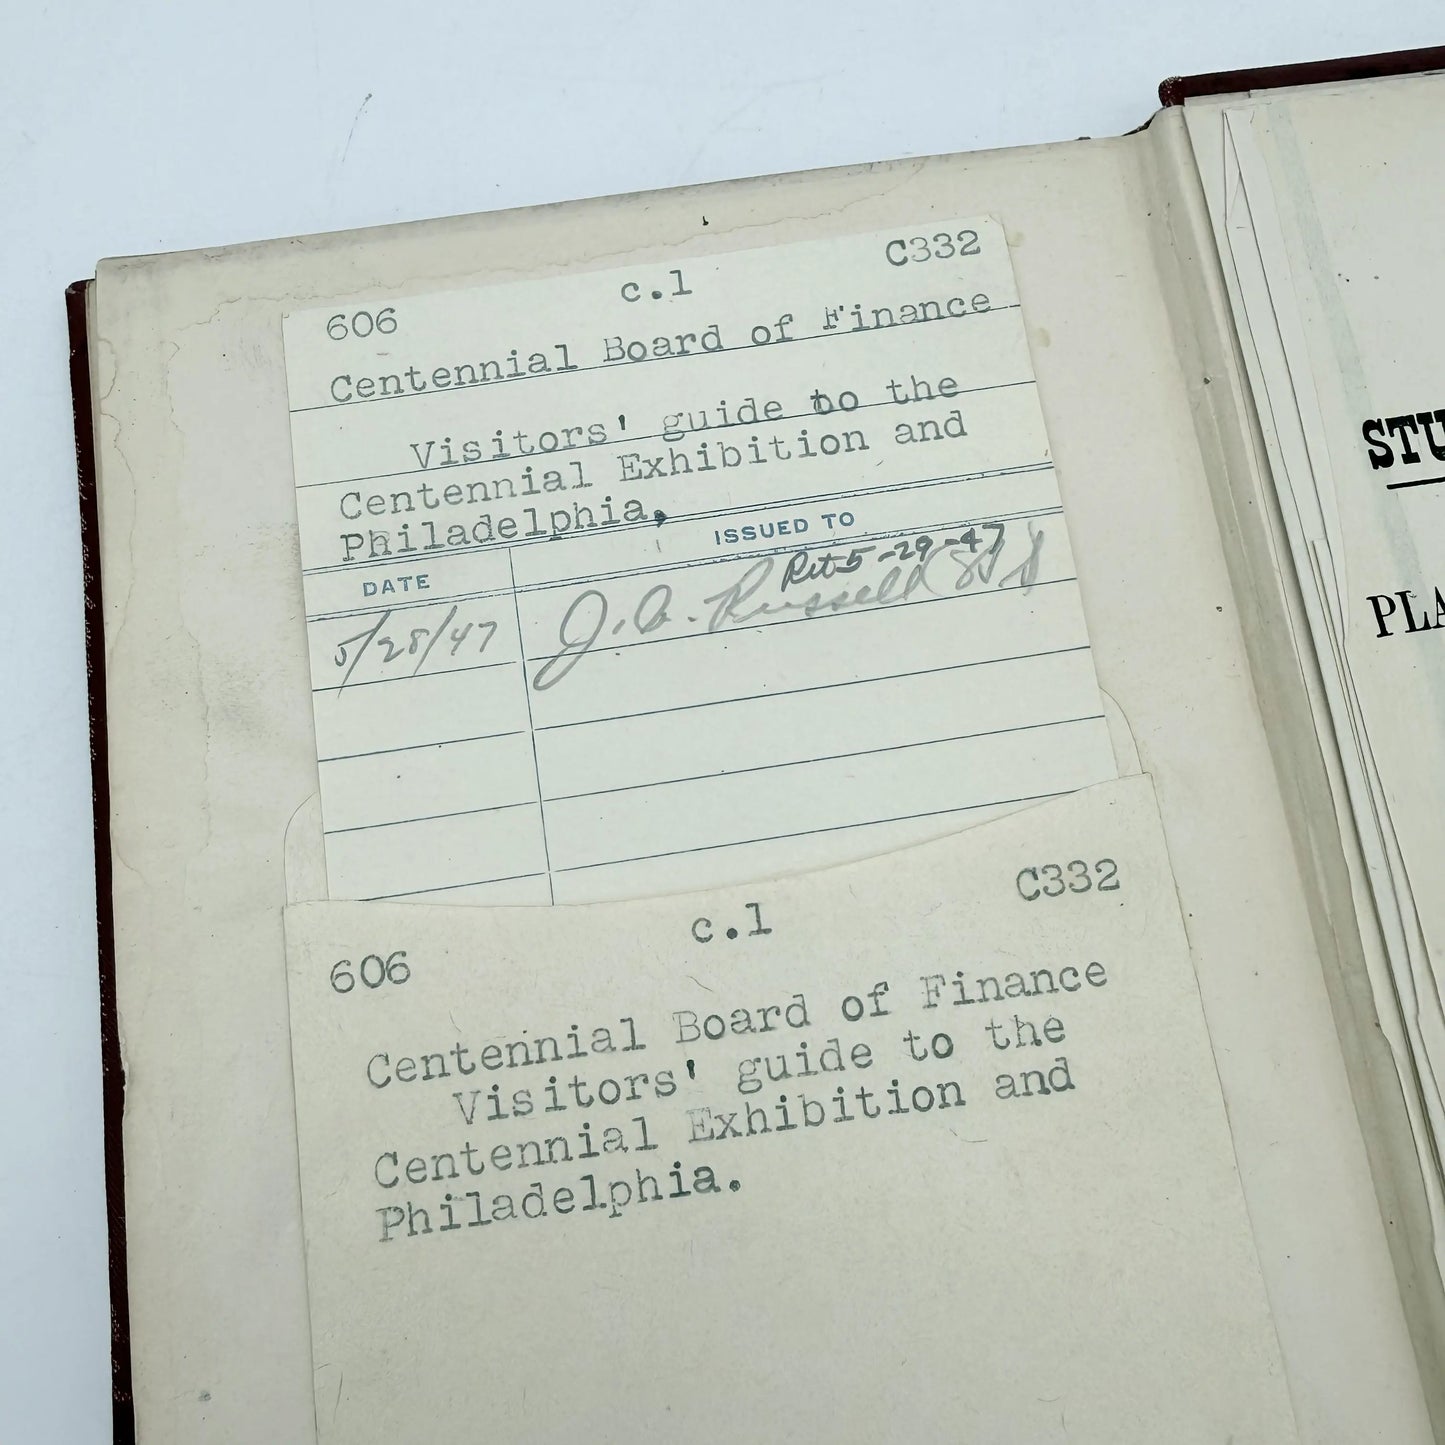 606 c.1 C332
Centennial Board of Finance
Visitors' guide to the
Centennial Exhibition and
Philadelphia.
DATE ISSUED TO
Ret 5-29-47
5/28/47 J. A. Russell
606 c.1 C332
Centennial Board of Finance
Visitors' guide to the
Centennial Exhibition and
Philadelphia.
STU
PLA